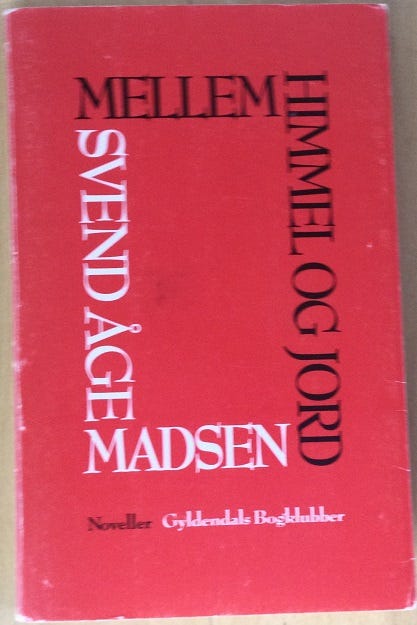 MELLEM
HIMMEL OG JORD
SVEND ÅGE
MADSEN
Noveller Gyldendals Bogklubber